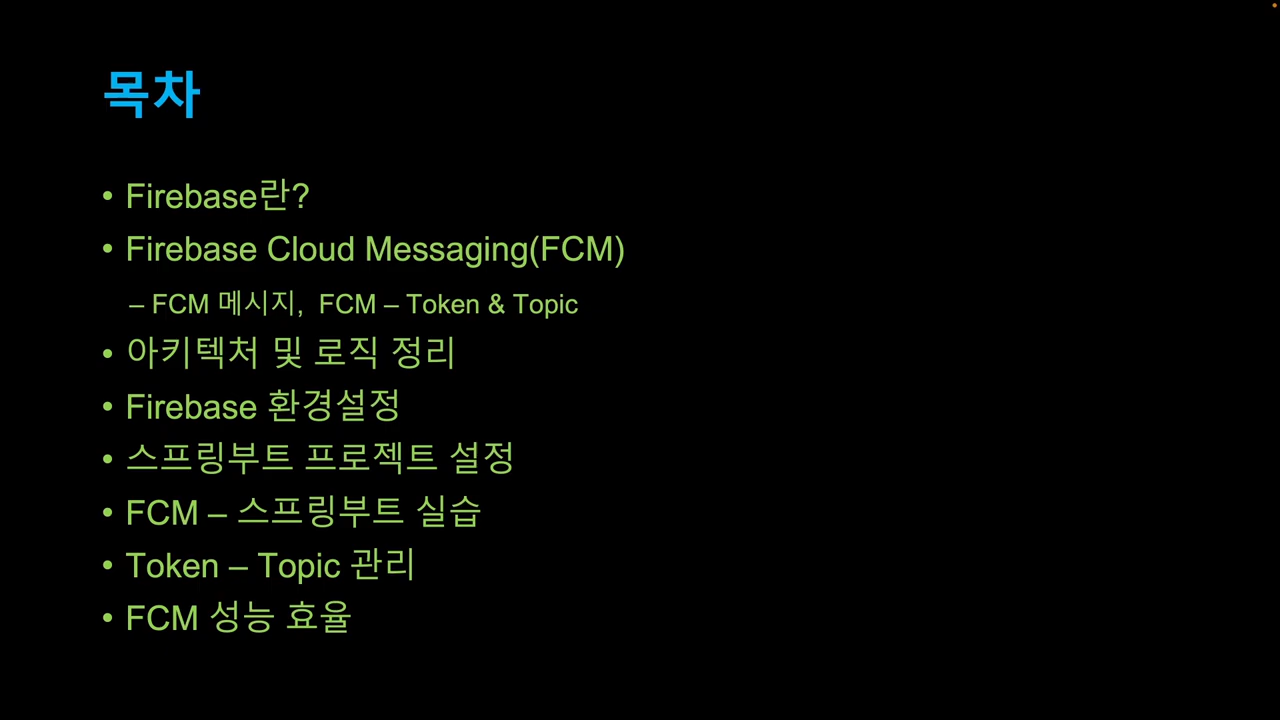 목차
• Firebase란?
• Firebase Cloud Messaging(FCM)
– FCM 메시지, FCM – Token & Topic
• 아키텍처 및 로직 정리
• Firebase 환경설정
• 스프링부트 프로젝트 설정
• FCM – 스프링부트 실습
• Token – Topic 관리
• FCM 성능 효율